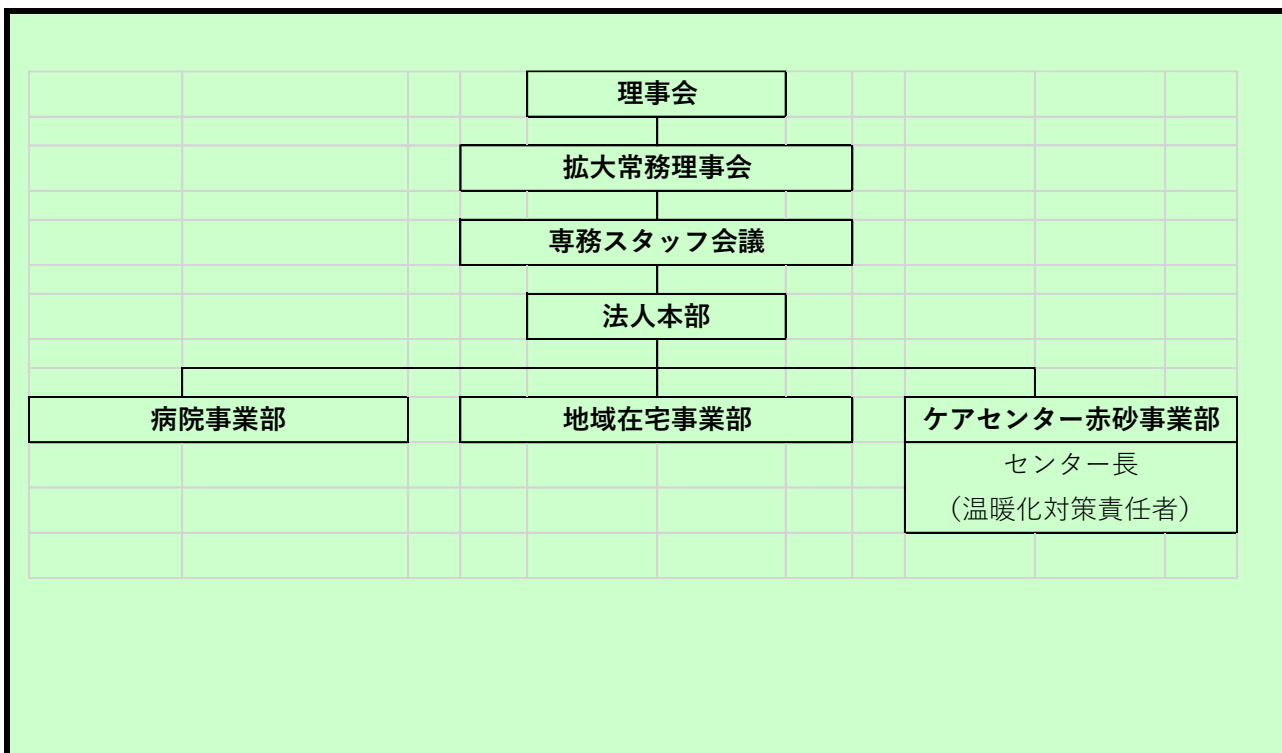 理事会
拡大常務理事会
専務スタッフ会議
法人本部
病院事業部
地域在宅事業部
ケアセンター赤砂事業部
センター長
（温暖化対策責任者）